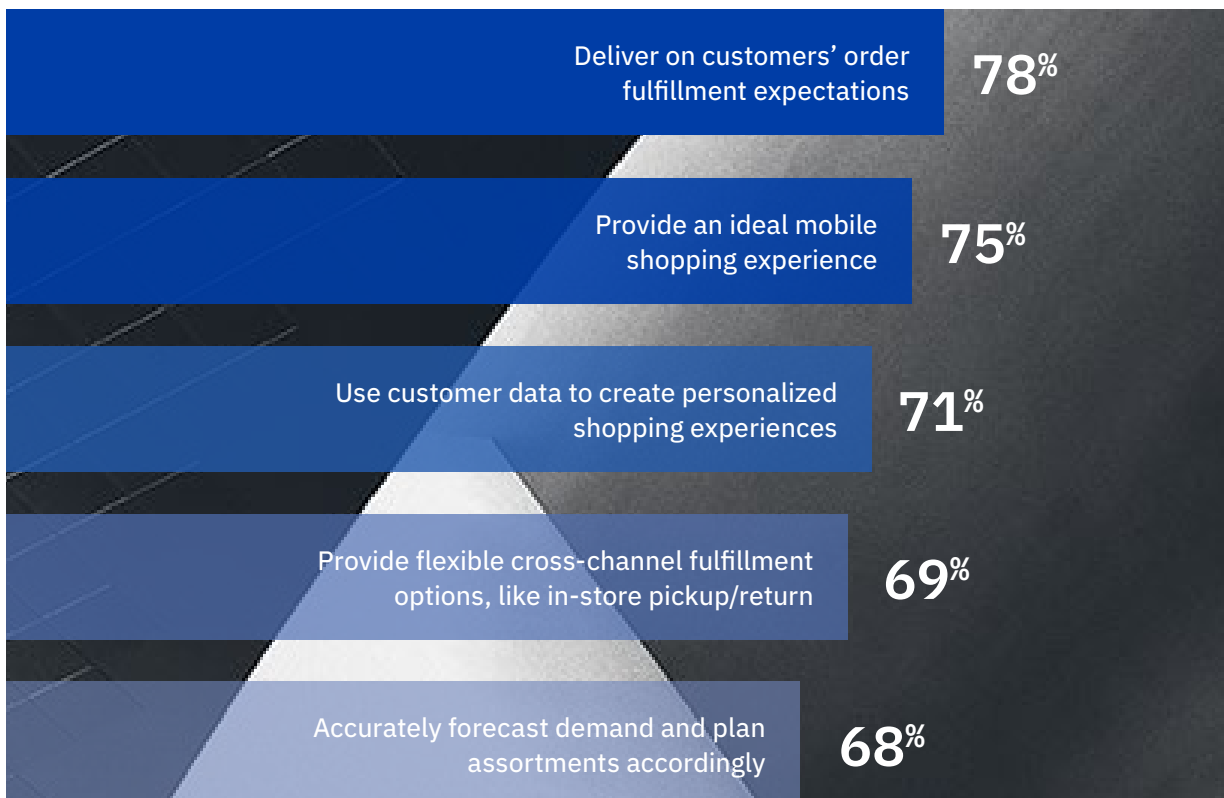 Deliver on customers’ order
fulfillment expectations
78%
Provide an ideal mobile
shopping experience
75%
Use customer data to create personalized
shopping experiences
71%
Provide flexible cross-channel fulfillment
options, like in-store pickup/return
69%
Accurately forecast demand and plan
assortments accordingly
68%